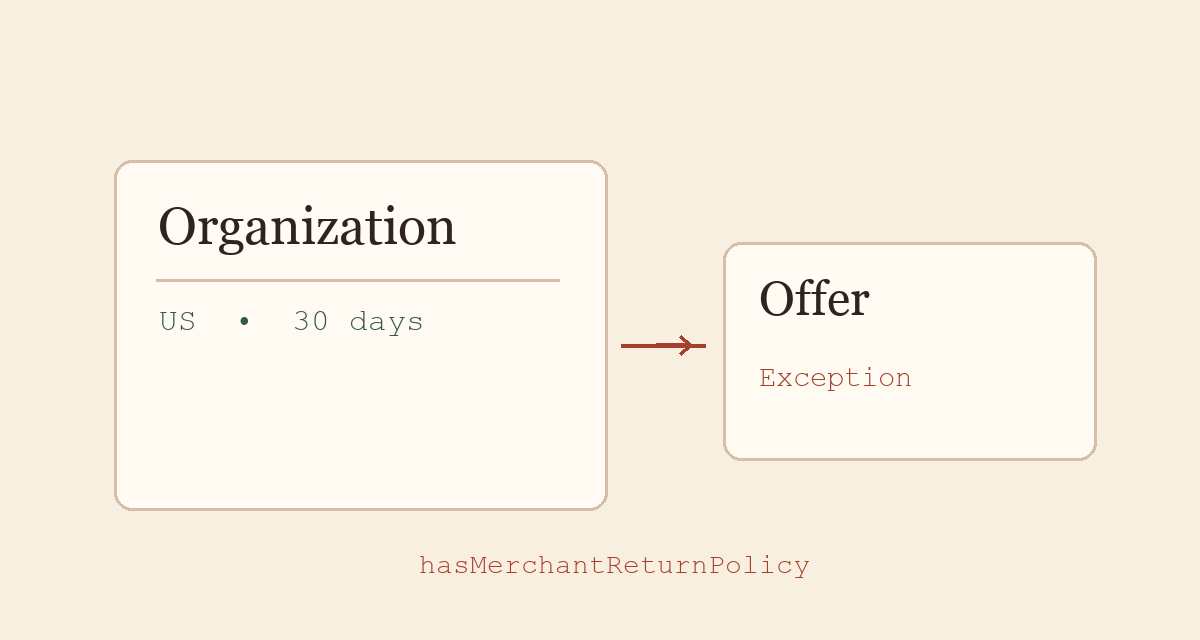 Organization
US • 30 days
Offer
Exception
hasMerchantReturnPolicy